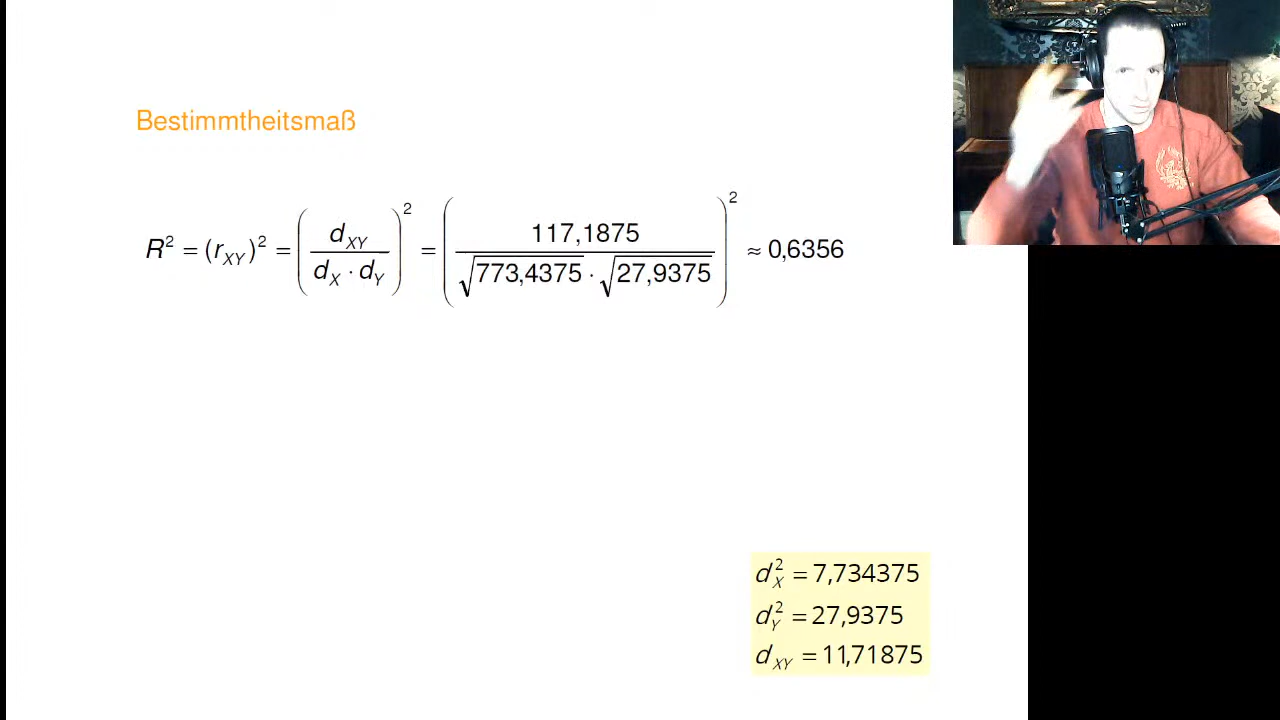 Bestimmtheitsmaß
R² = (r_XY)² = (d_XY / (d_X · d_Y))² = (117,1875 / (√773,4375 · √27,9375))² ≈ 0,6356
d_X² = 7,734375
d_Y² = 27,9375
d_XY = 11,71875